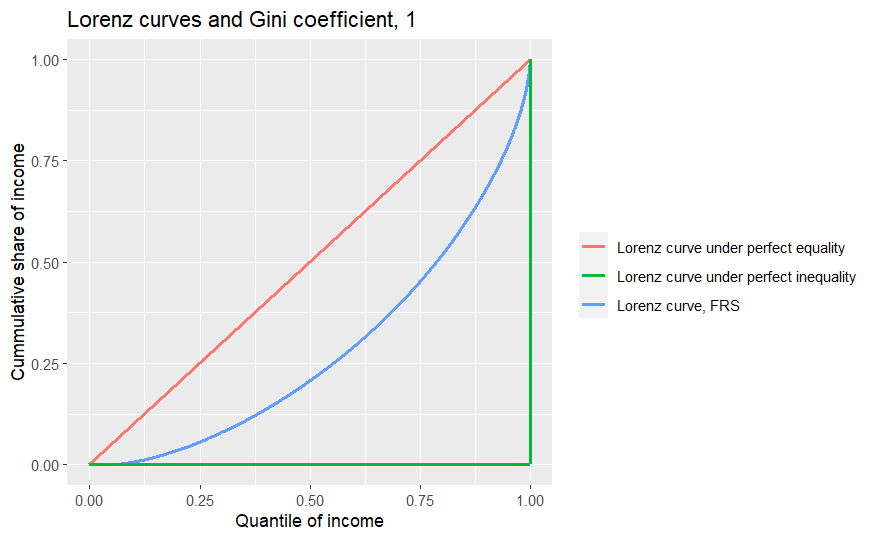 Lorenz curves and Gini coefficient, 1
Cummulative share of income
1.00
0.75
0.50
0.25
0.00
0.00 0.25 0.50 0.75 1.00
Quantile of income
Lorenz curve under perfect equality
Lorenz curve under perfect inequality
Lorenz curve, FRS